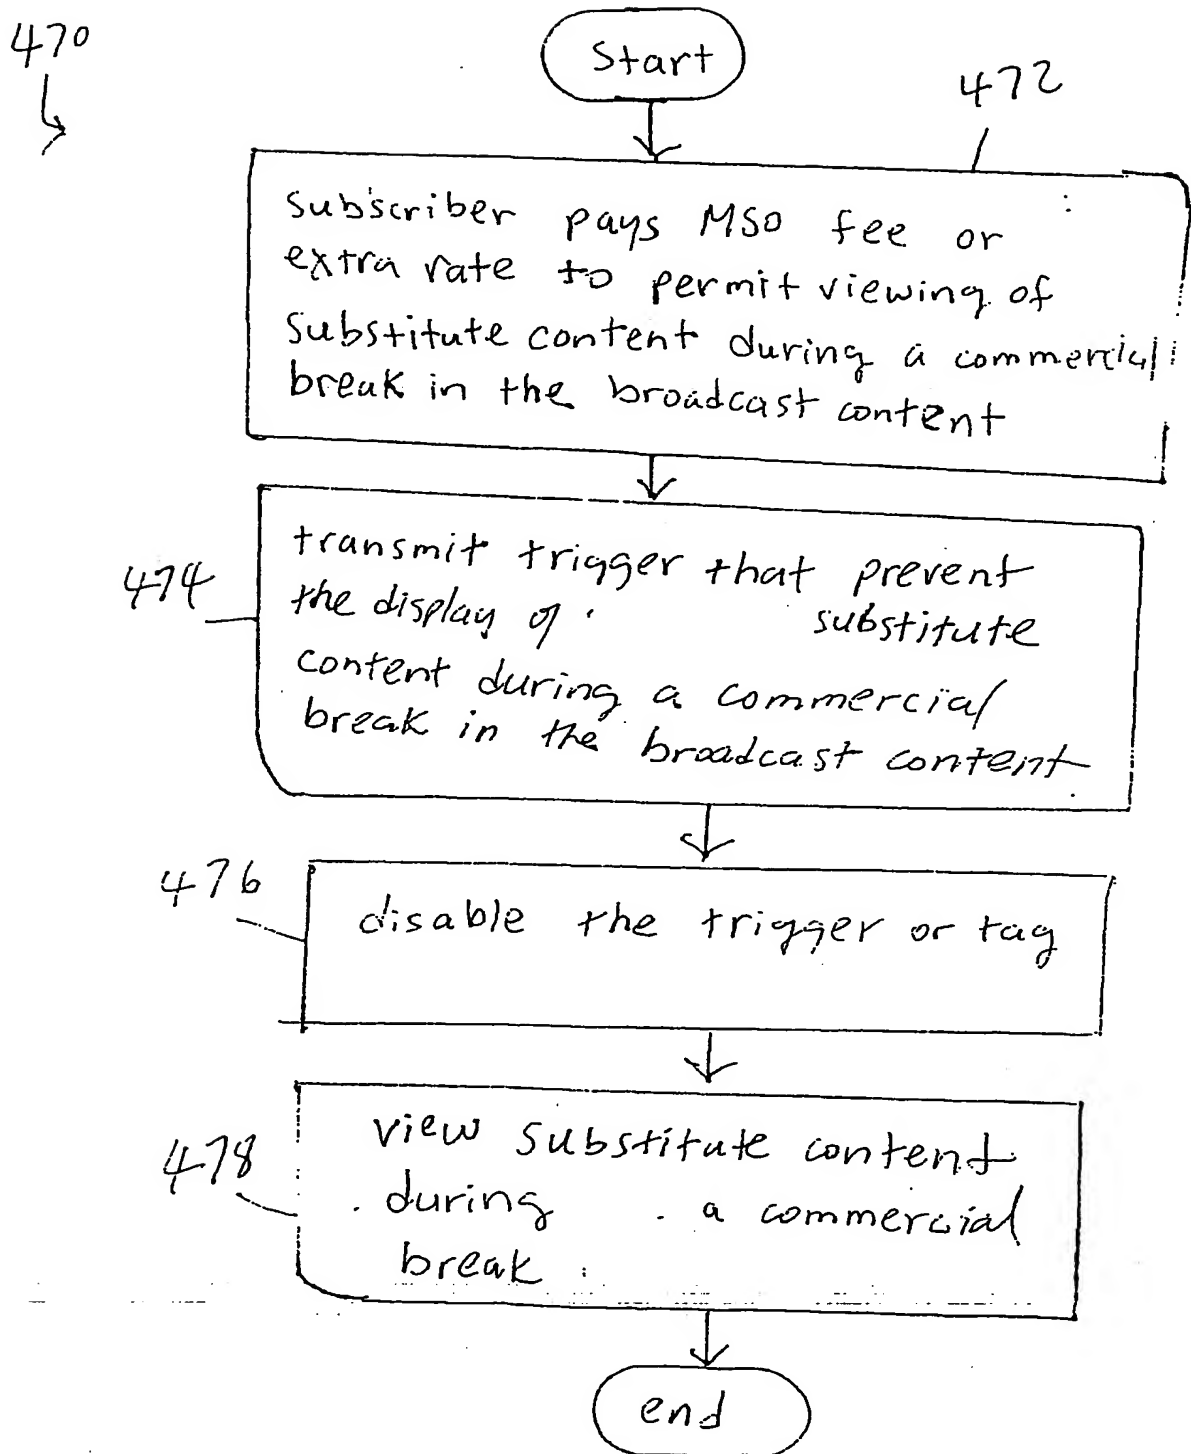 470
Start
472
subscriber pays MSO fee or
extra rate to permit viewing of
substitute content during a commercial
break in the broadcast content
474
transmit trigger that prevent
the display of substitute
content during a commercial
break in the broadcast content
476
disable the trigger or tag
478
view substitute content
during a commercial
break
end